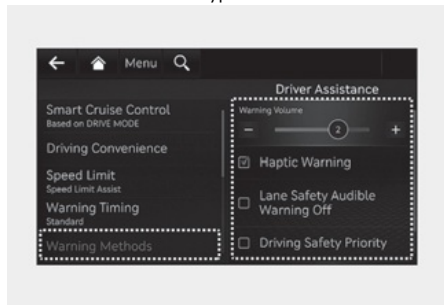 Menu
Driver Assistance
Smart Cruise Control
Based on DRIVE MODE
Driving Convenience
Speed Limit
Speed Limit Assist
Warning Timing
Standard
Warning Methods
Warning Volume
2
Haptic Warning
Lane Safety Audible
Warning Off
Driving Safety Priority